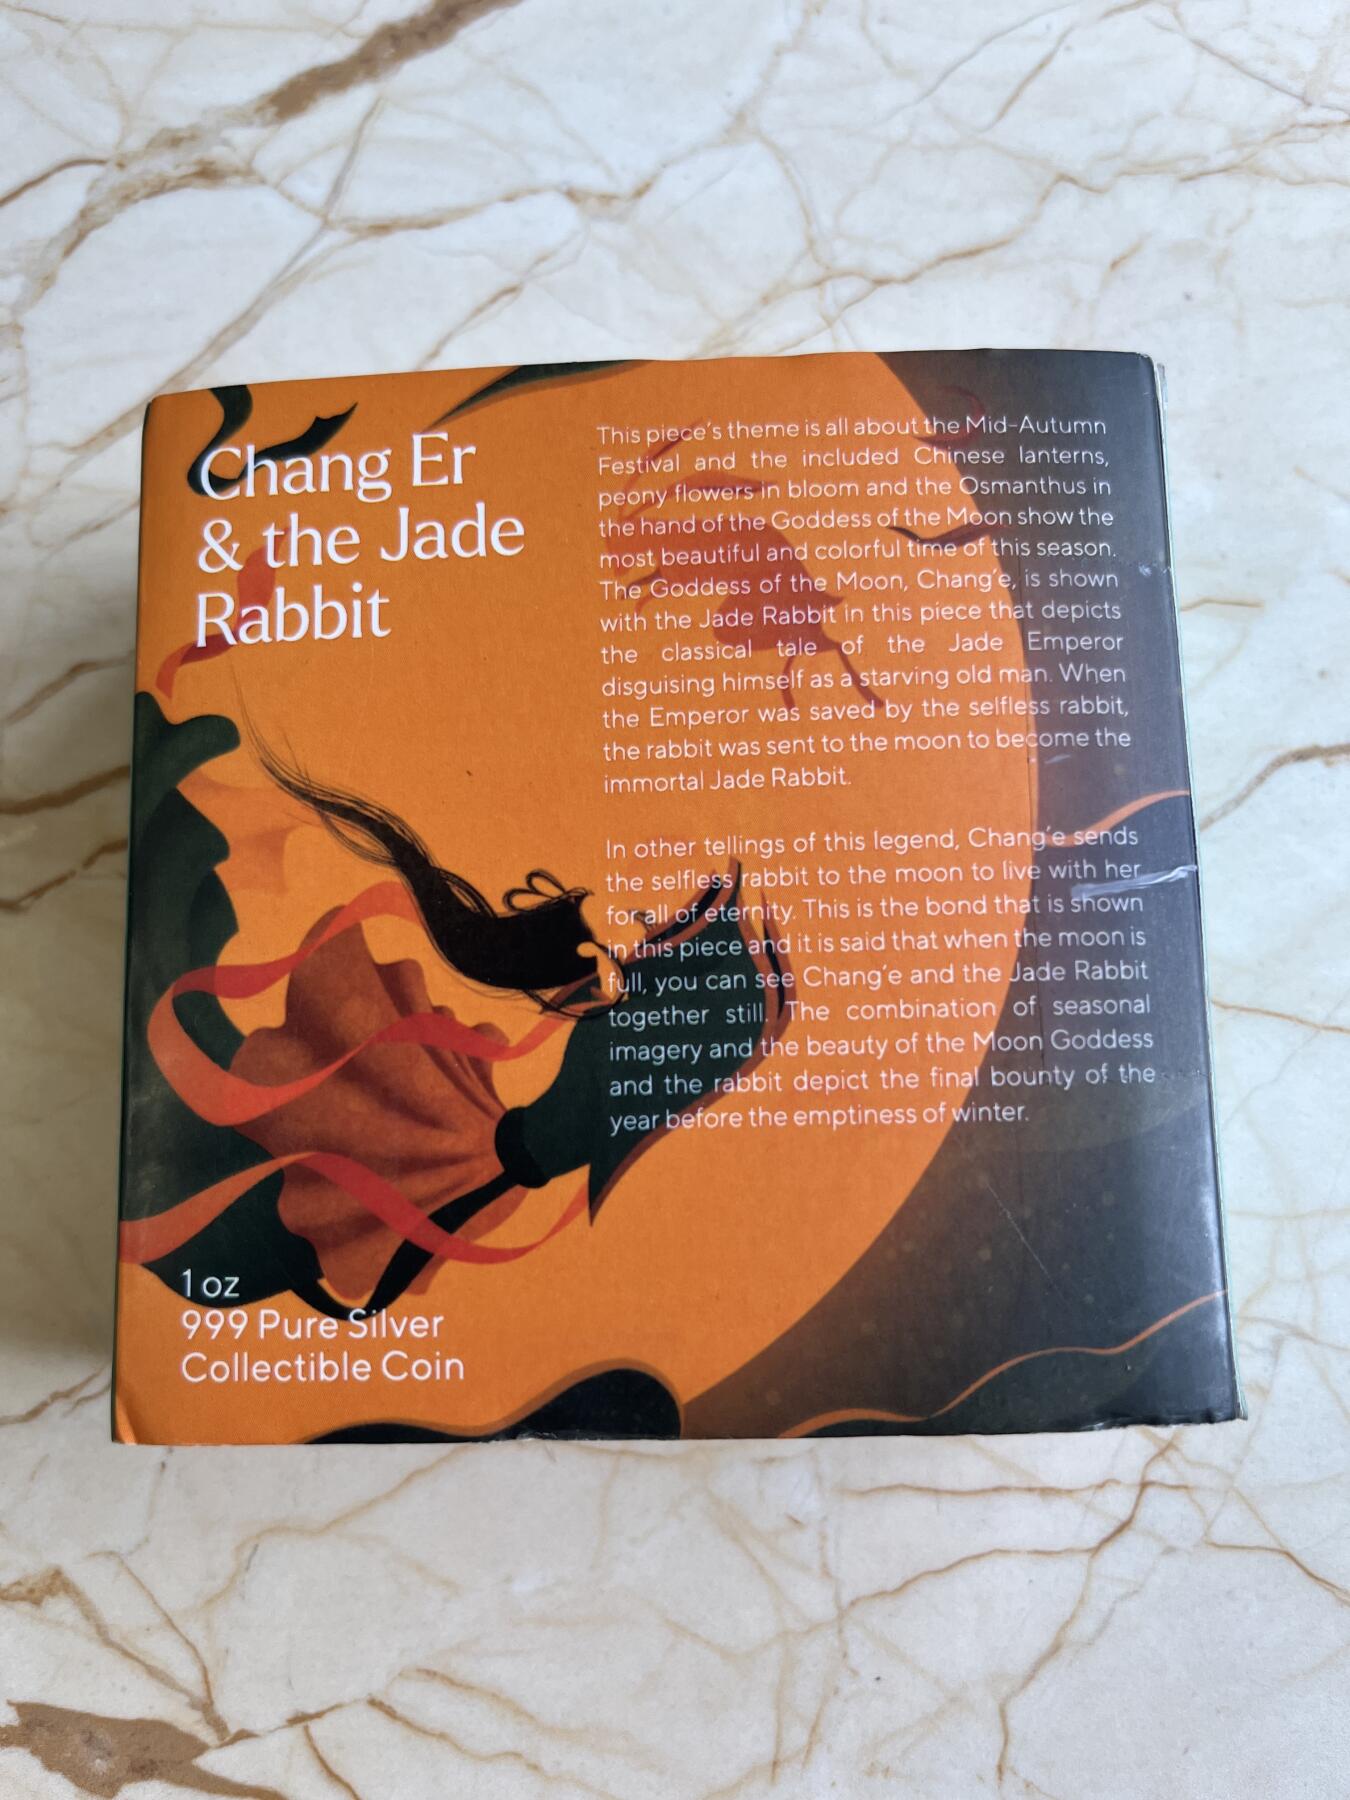 Chang Er
& the Jade
Rabbit
This piece's theme is all about the Mid-Autumn
Festival and the included Chinese lanterns,
peony flowers in bloom and the Osmanthus in
the hand of the Goddess of the Moon show the
most beautiful and colorful time of this season.
The Goddess of the Moon, Chang'e, is shown
with the Jade Rabbit in this piece that depicts
the classical tale of the Jade Emperor
disguising himself as a starving old man. When
the Emperor was saved by the selfless rabbit,
the rabbit was sent to the moon to become the
immortal Jade Rabbit.
In other tellings of this legend, Chang'e sends
the selfless rabbit to the moon to live with her
for all of eternity. This is the bond that is shown
in this piece and it is said that when the moon is
full, you can see Chang'e and the Jade Rabbit
together still. The combination of seasonal
imagery and the beauty of the Moon Goddess
and the rabbit depict the final bounty of the
year before the emptiness of winter.
1 oz
999 Pure Silver
Collectible Coin